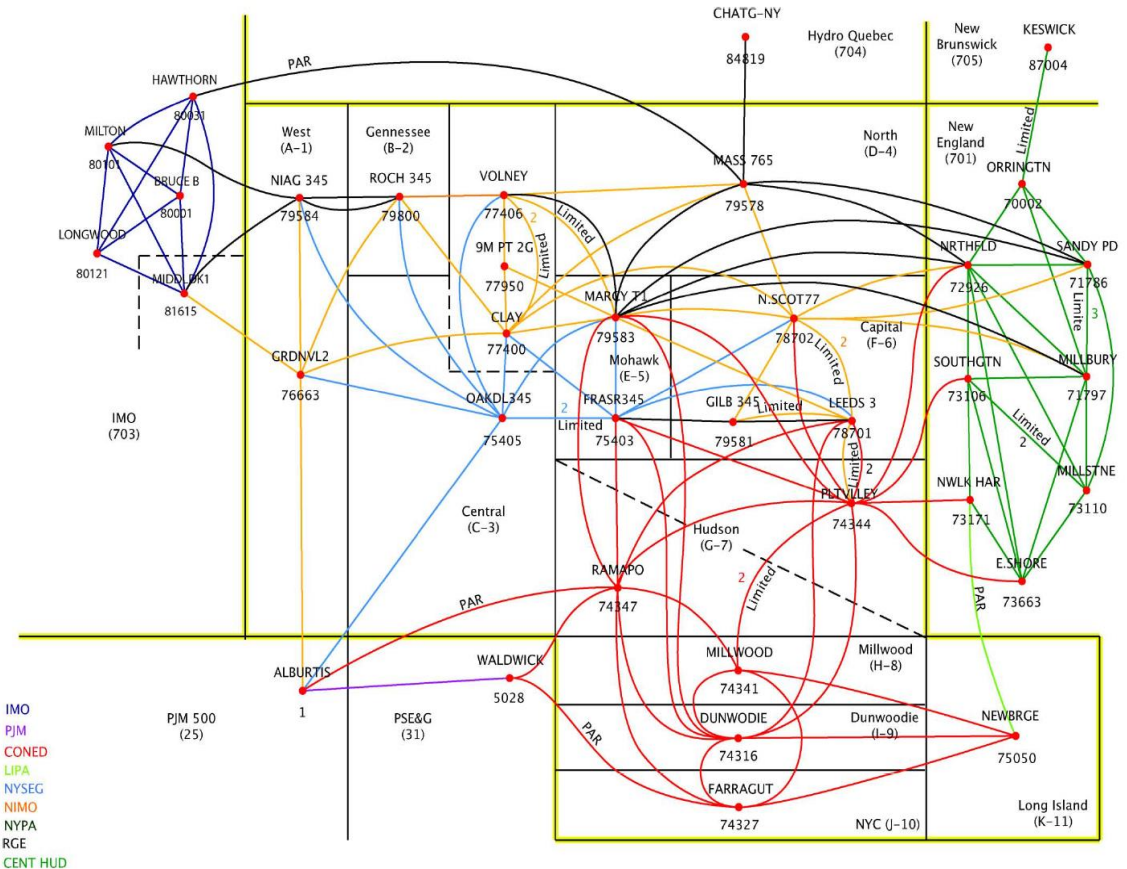 CHATG-NY
84819
Hydro Quebec
(704)
New
Brunswick
(705)
KESWICK
87004
PAR
HAWTHORN
80031
MILTON
80101
BRUCE B
80001
LONGWOOD
80121
MIDDLDK1
81615
West
(A-1)
Gennessee
(B-2)
North
(D-4)
New
England
(701)
Limited
ORRINGTN
70002
NIAG 345
79584
ROCH 345
79800
VOLNEY
77406
2
Limited
Limited
9M PT 2G
77950
CLAY
77400
MASS 765
79578
MARCY T1
79583
N.SCOT77
78702
Capital
(F-6)
NRTHFLD
72926
SANDY PD
71786
Limite
3
Mohawk
(E-5)
2
Limited
GRDNVL2
76663
OAKDL345
75405
2
Limited
FRASR345
75403
GILB 345
79581
Limited
LEEDS 3
78701
SOUTHGTN
73106
MILLBURY
71797
Limited
2
IMO
(703)
Limited
2
PLTVLLEY
74344
NWLK HAR
73171
MILLSTNE
73110
Central
(C-3)
Hudson
(G-7)
E.SHORE
73663
RAMAPO
74347
2
Limited
PAR
PAR
ALBURTIS
1
WALDWICK
5028
PAR
MILLWOOD
74341
Millwood
(H-8)
PJM 500
(25)
PSE&G
(31)
DUNWODIE
74316
Dunwoodie
(I-9)
NEWBRGE
75050
FARRAGUT
74327
NYC (J-10)
Long Island
(K-11)
IMO
PJM
CONED
LIPA
NYSEG
NIMO
NYPA
RGE
CENT HUD